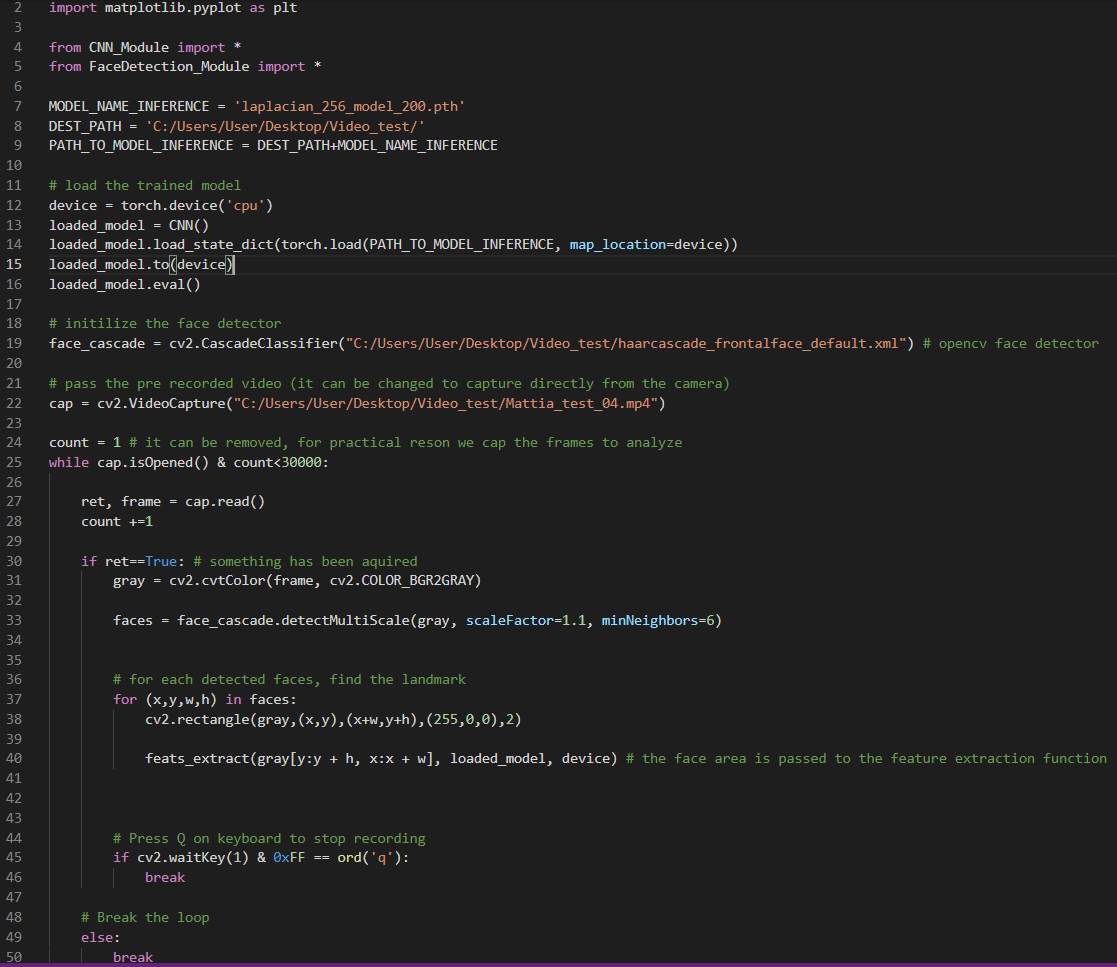 2 import matplotlib.pyplot as plt
3
4 from CNN_Module import *
5 from FaceDetection_Module import *
6
7 MODEL_NAME_INFERENCE = 'laplacian_256_model_200.pth'
8 DEST_PATH = 'C:/Users/User/Desktop/Video_test/'
9 PATH_TO_MODEL_INFERENCE = DEST_PATH+MODEL_NAME_INFERENCE
10
11 # load the trained model
12 device = torch.device('cpu')
13 loaded_model = CNN()
14 loaded_model.load_state_dict(torch.load(PATH_TO_MODEL_INFERENCE, map_location=device))
15 loaded_model.to(device)
16 loaded_model.eval()
17
18 # initilize the face detector
19 face_cascade = cv2.CascadeClassifier("C:/Users/User/Desktop/Video_test/haarcascade_frontalface_default.xml") # opencv face detector
20
21 # pass the pre recorded video (it can be changed to capture directly from the camera)
22 cap = cv2.VideoCapture("C:/Users/User/Desktop/Video_test/Mattia_test_04.mp4")
23
24 count = 1 # it can be removed, for practical reson we cap the frames to analyze
25 while cap.isOpened() & count<30000:
26
27     ret, frame = cap.read()
28     count +=1
29
30     if ret==True: # something has been aquired
31         gray = cv2.cvtColor(frame, cv2.COLOR_BGR2GRAY)
32
33         faces = face_cascade.detectMultiScale(gray, scaleFactor=1.1, minNeighbors=6)
34
35
36         # for each detected faces, find the landmark
37         for (x,y,w,h) in faces:
38             cv2.rectangle(gray,(x,y),(x+w,y+h),(255,0,0),2)
39
40             feats_extract(gray[y:y + h, x:x + w], loaded_model, device) # the face area is passed to the feature extraction function
41
42
43
44         # Press Q on keyboard to stop recording
45         if cv2.waitKey(1) & 0xFF == ord('q'):
46             break
47
48     # Break the loop
49     else:
50         break